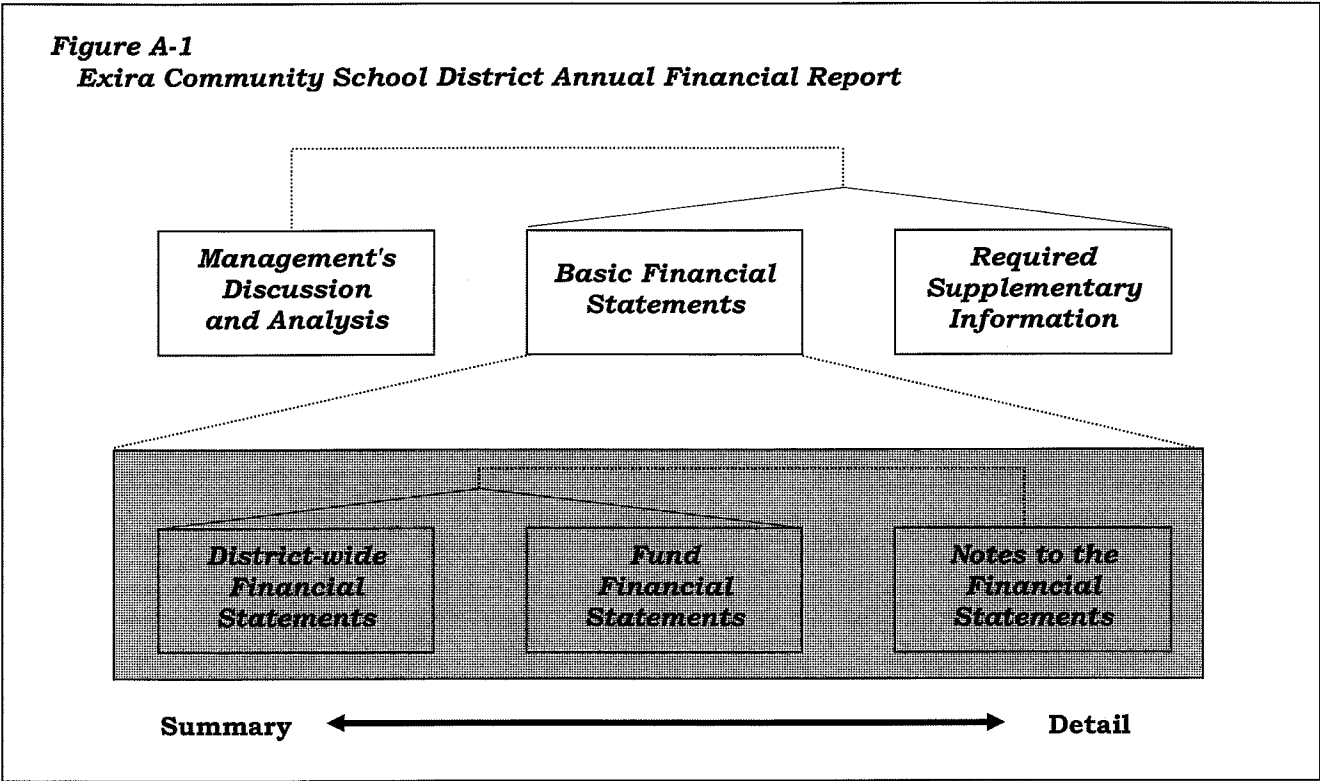 Figure A-1
Exira Community School District Annual Financial Report
Management's
Discussion
and Analysis
Basic Financial
Statements
Required
Supplementary
Information
District-wide
Financial
Statements
Fund
Financial
Statements
Notes to the
Financial
Statements
Summary
Detail